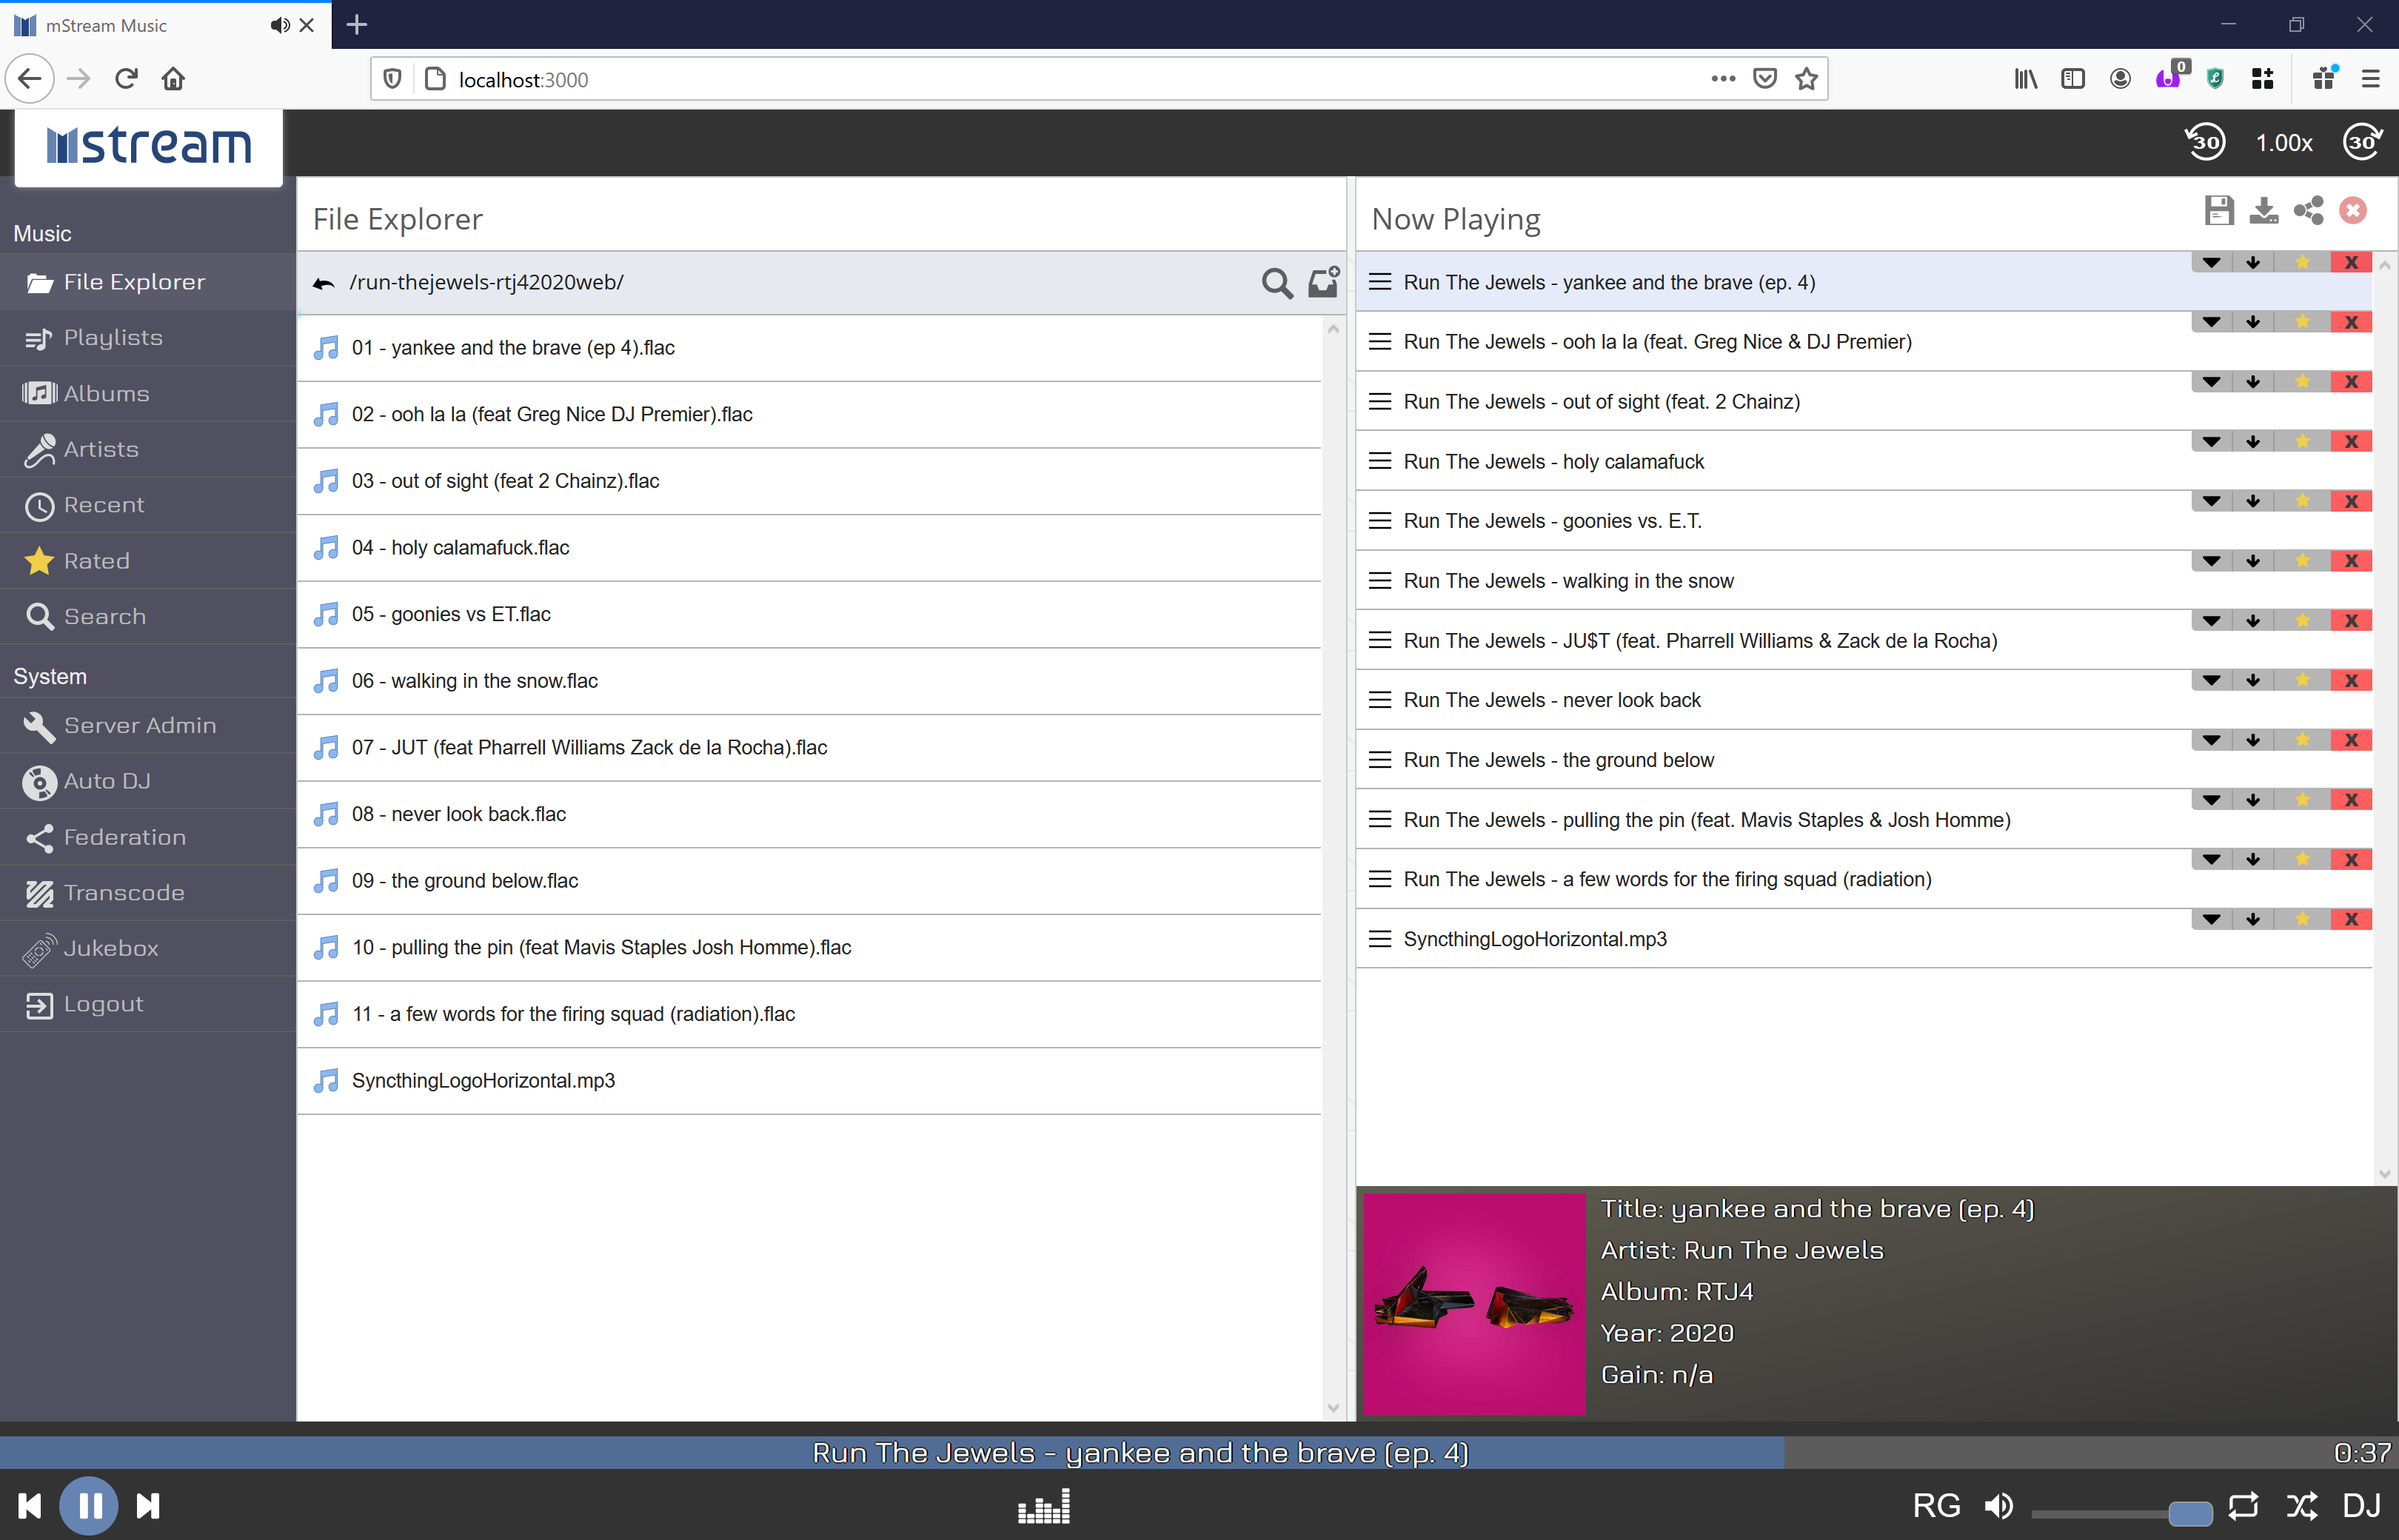 mStream Music
localhost:3000
0
mstream
30
1.00x
30
Music
File Explorer
Playlists
Albums
Artists
Recent
Rated
Search
System
Server Admin
Auto DJ
Federation
Transcode
Jukebox
Logout
File Explorer
/run-thejewels-rtj42020web/
01 - yankee and the brave (ep 4).flac
02 - ooh la la (feat Greg Nice DJ Premier).flac
03 - out of sight (feat 2 Chainz).flac
04 - holy calamafuck.flac
05 - goonies vs ET.flac
06 - walking in the snow.flac
07 - JUT (feat Pharrell Williams Zack de la Rocha).flac
08 - never look back.flac
09 - the ground below.flac
10 - pulling the pin (feat Mavis Staples Josh Homme).flac
11 - a few words for the firing squad (radiation).flac
SyncthingLogoHorizontal.mp3
Now Playing
Run The Jewels - yankee and the brave (ep. 4) X
Run The Jewels - ooh la la (feat. Greg Nice & DJ Premier) X
Run The Jewels - out of sight (feat. 2 Chainz) X
Run The Jewels - holy calamafuck X
Run The Jewels - goonies vs. E.T. X
Run The Jewels - walking in the snow X
Run The Jewels - JU$T (feat. Pharrell Williams & Zack de la Rocha) X
Run The Jewels - never look back X
Run The Jewels - the ground below X
Run The Jewels - pulling the pin (feat. Mavis Staples & Josh Homme) X
Run The Jewels - a few words for the firing squad (radiation) X
SyncthingLogoHorizontal.mp3 X
Title: yankee and the brave (ep. 4)
Artist: Run The Jewels
Album: RTJ4
Year: 2020
Gain: n/a
Run The Jewels - yankee and the brave (ep. 4) 0:37
RG DJ